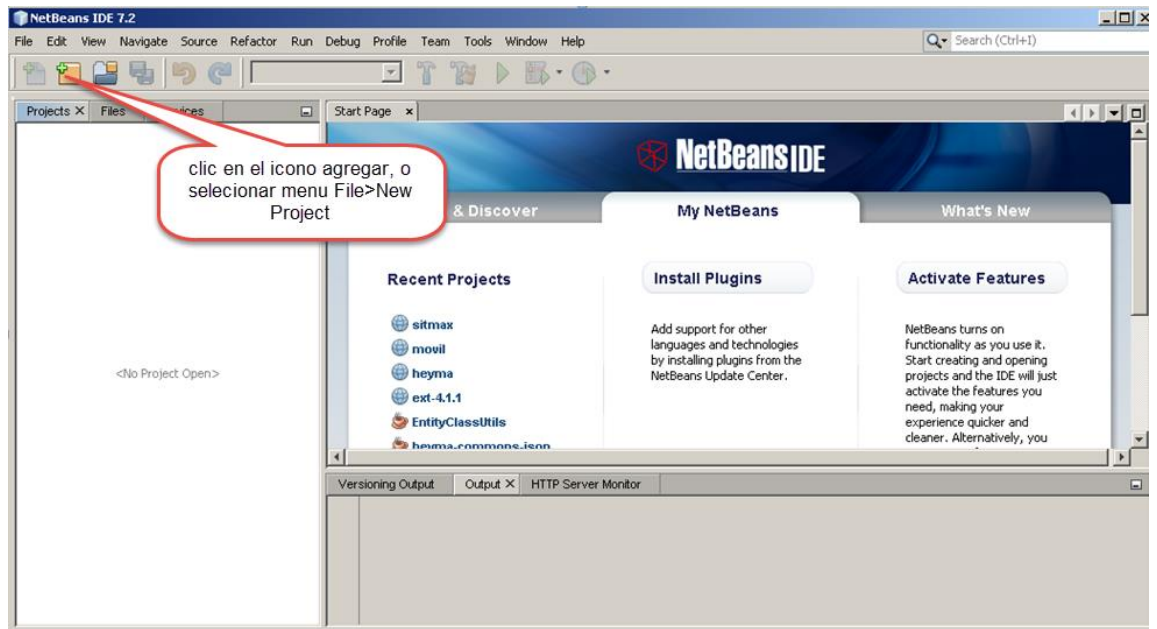 NetBeans IDE 7.2
File Edit View Navigate Source Refactor Run Debug Profile Team Tools Window Help
Search (Ctrl+I)
Projects Files
Start Page
clic en el icono agregar, o
selecionar menu File>New
Project
<No Project Open>
NetBeans IDE
& Discover
My NetBeans
What's New
Recent Projects
sitmax
movil
heyma
ext-4.1.1
EntityClassUtils
heyma-commons-json
Install Plugins
Add support for other
languages and technologies
by installing plugins from the
NetBeans Update Center.
Activate Features
NetBeans turns on
functionality as you use it.
Start creating and opening
projects and the IDE will just
activate the features you
need, making your
experience quicker and
cleaner. Alternatively, you
Versioning Output Output HTTP Server Monitor